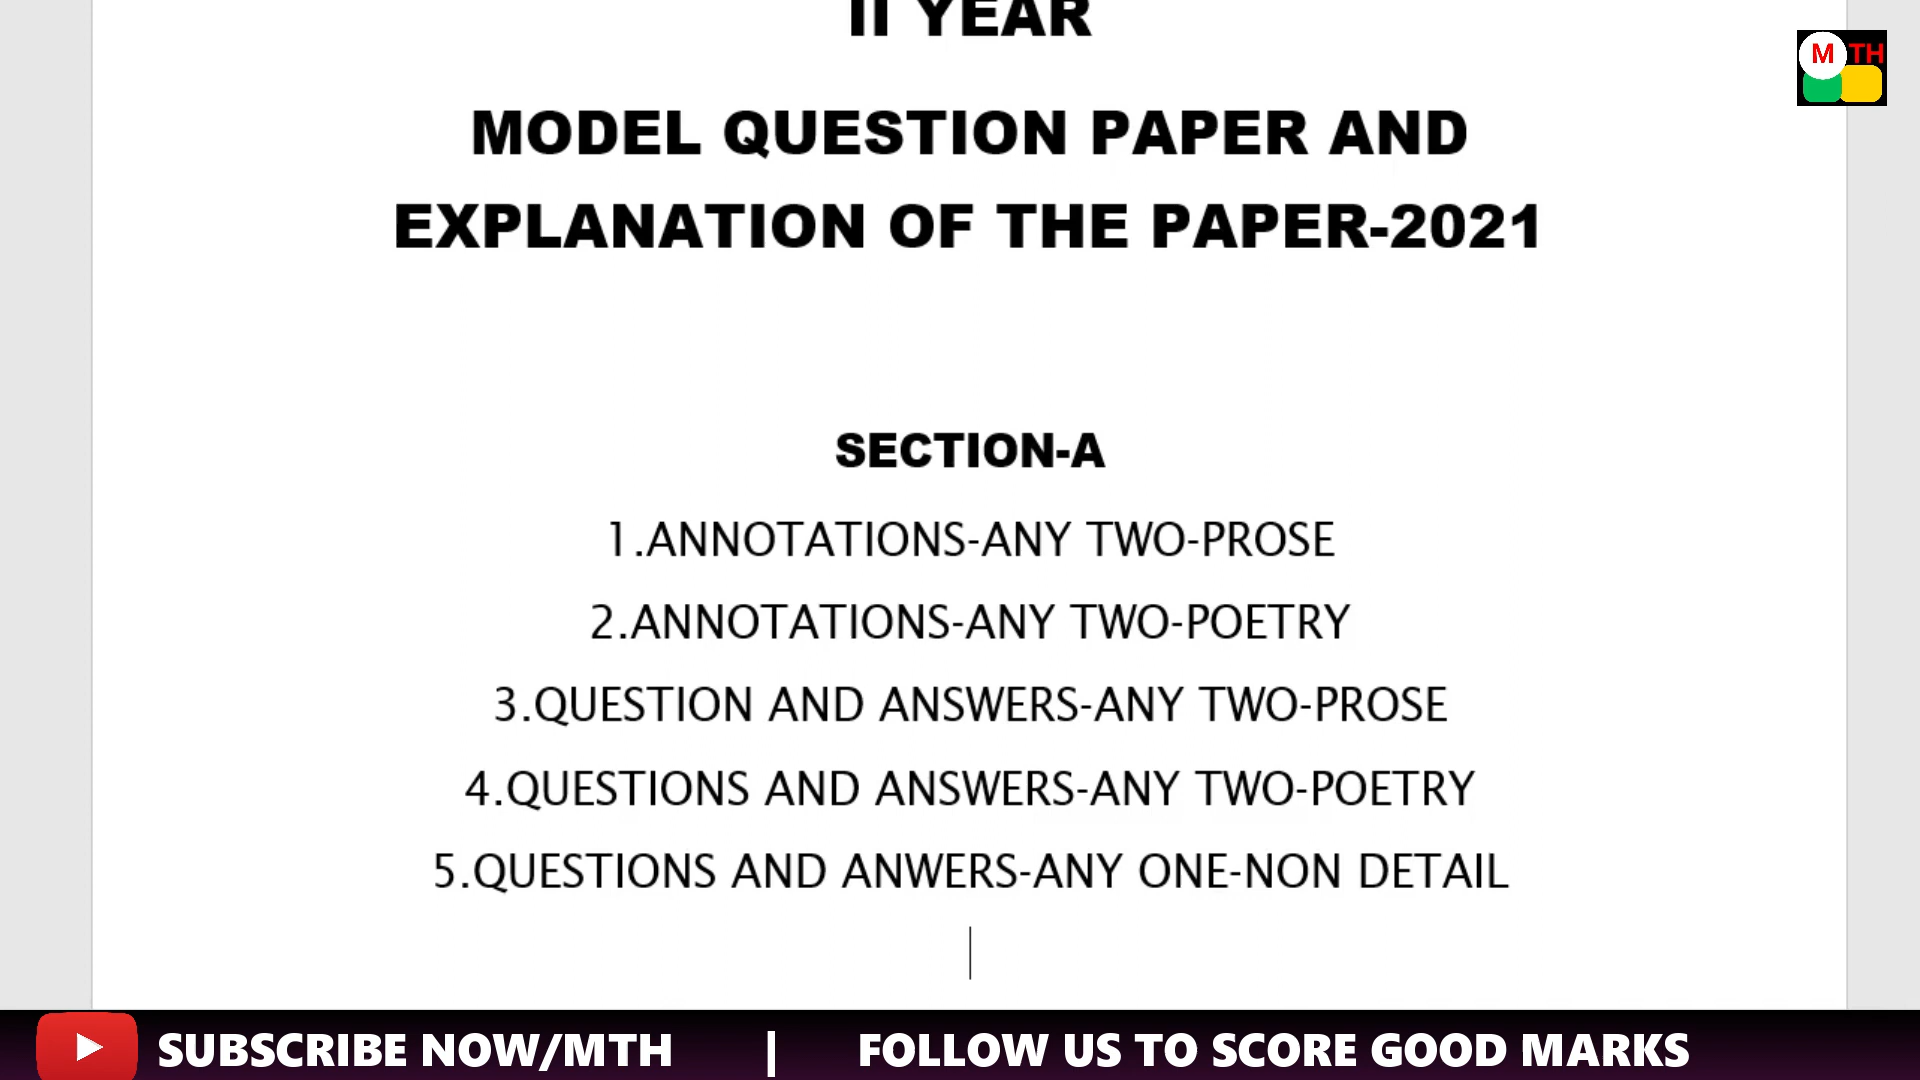 II YEAR
M TH
MODEL QUESTION PAPER AND
EXPLANATION OF THE PAPER-2021
SECTION-A
1.ANNOTATIONS-ANY TWO-PROSE
2.ANNOTATIONS-ANY TWO-POETRY
3.QUESTION AND ANSWERS-ANY TWO-PROSE
4.QUESTIONS AND ANSWERS-ANY TWO-POETRY
5.QUESTIONS AND ANWERS-ANY ONE-NON DETAIL
SUBSCRIBE NOW/MTH | FOLLOW US TO SCORE GOOD MARKS